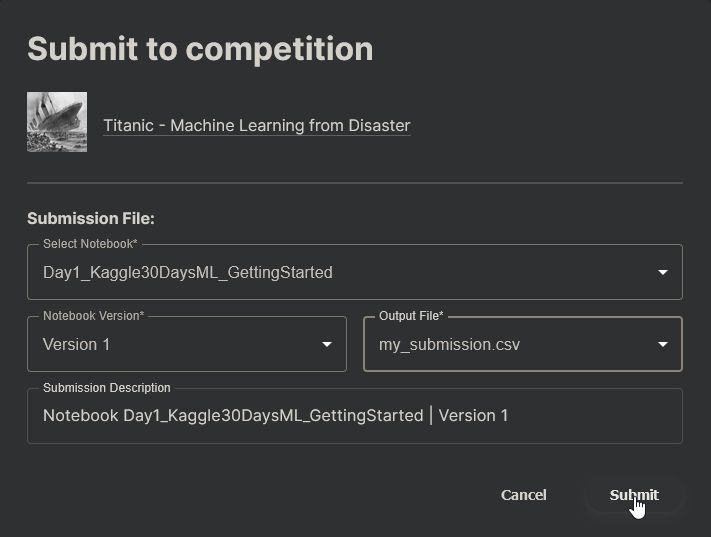 Submit to competition
Titanic - Machine Learning from Disaster
Submission File:
Select Notebook*
Day1_Kaggle30DaysML_GettingStarted
Notebook Version*
Output File*
Version 1
my_submission.csv
Submission Description
Notebook Day1_Kaggle30DaysML_GettingStarted | Version 1
Cancel
Submit